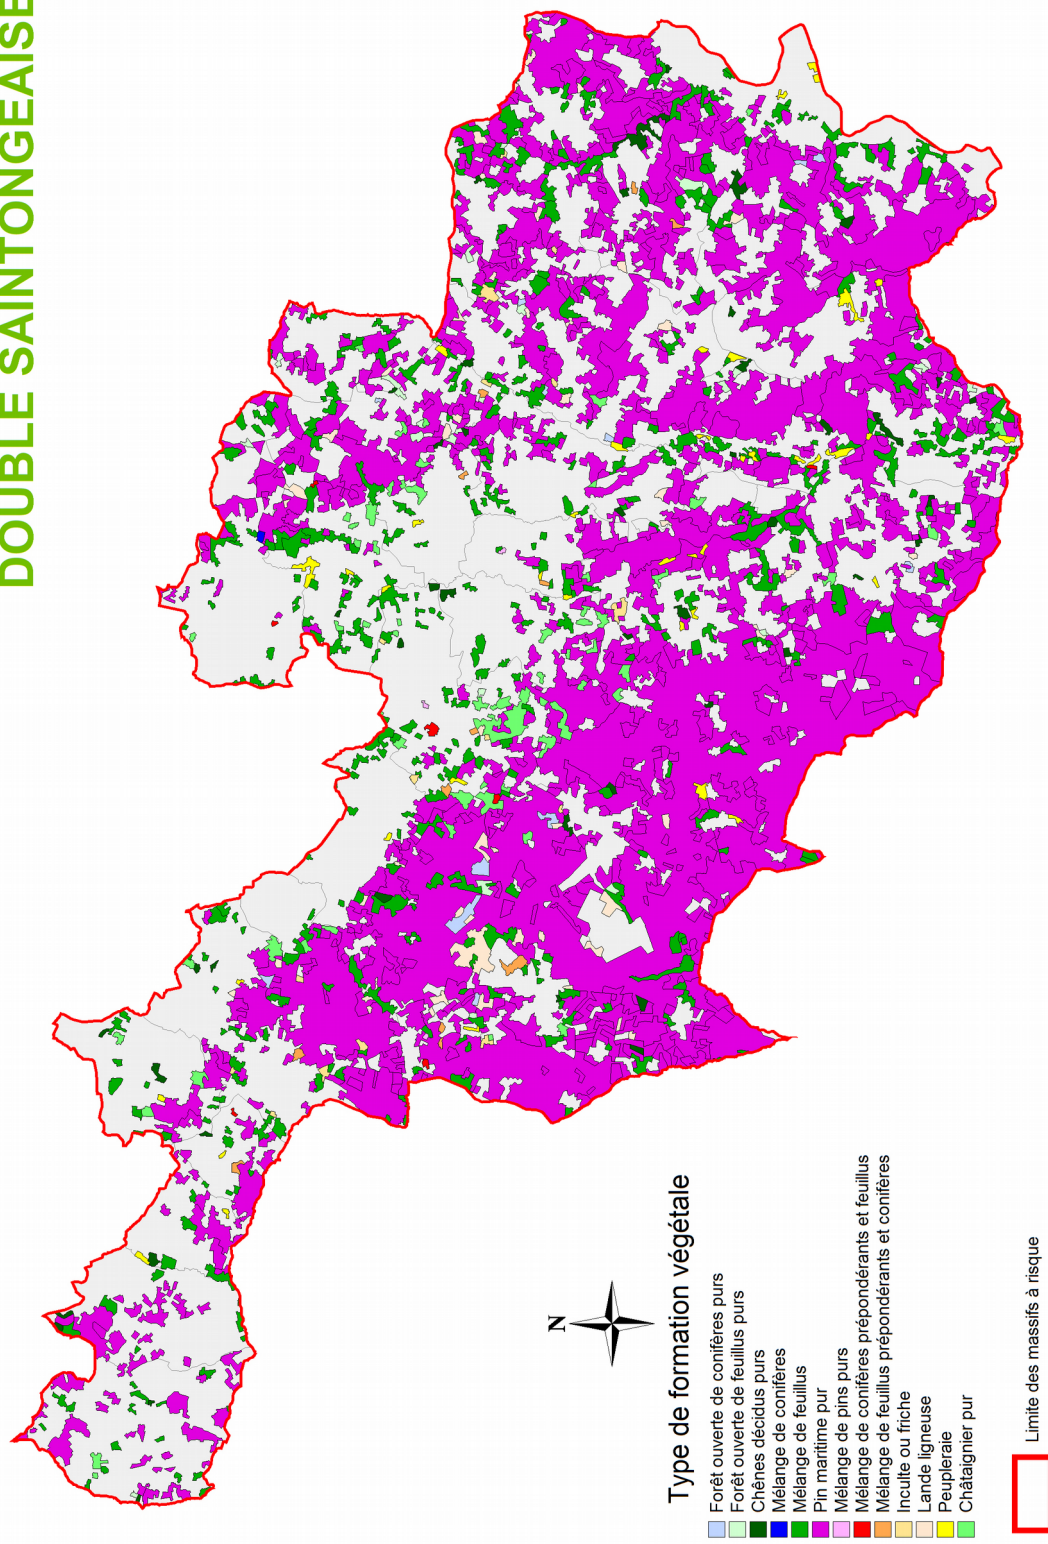 DOUBLE SAINTONGEAISE
N
Type de formation végétale
Forêt ouverte de conifères purs
Forêt ouverte de feuillus purs
Chênes décidus purs
Mélange de conifères
Mélange de feuillus
Pin maritime pur
Mélange de pins purs
Mélange de conifères prépondérants et feuillus
Mélange de feuillus prépondérants et conifères
Inculte ou friche
Lande ligneuse
Peupleraie
Châtaignier pur
Limite des massifs à risque